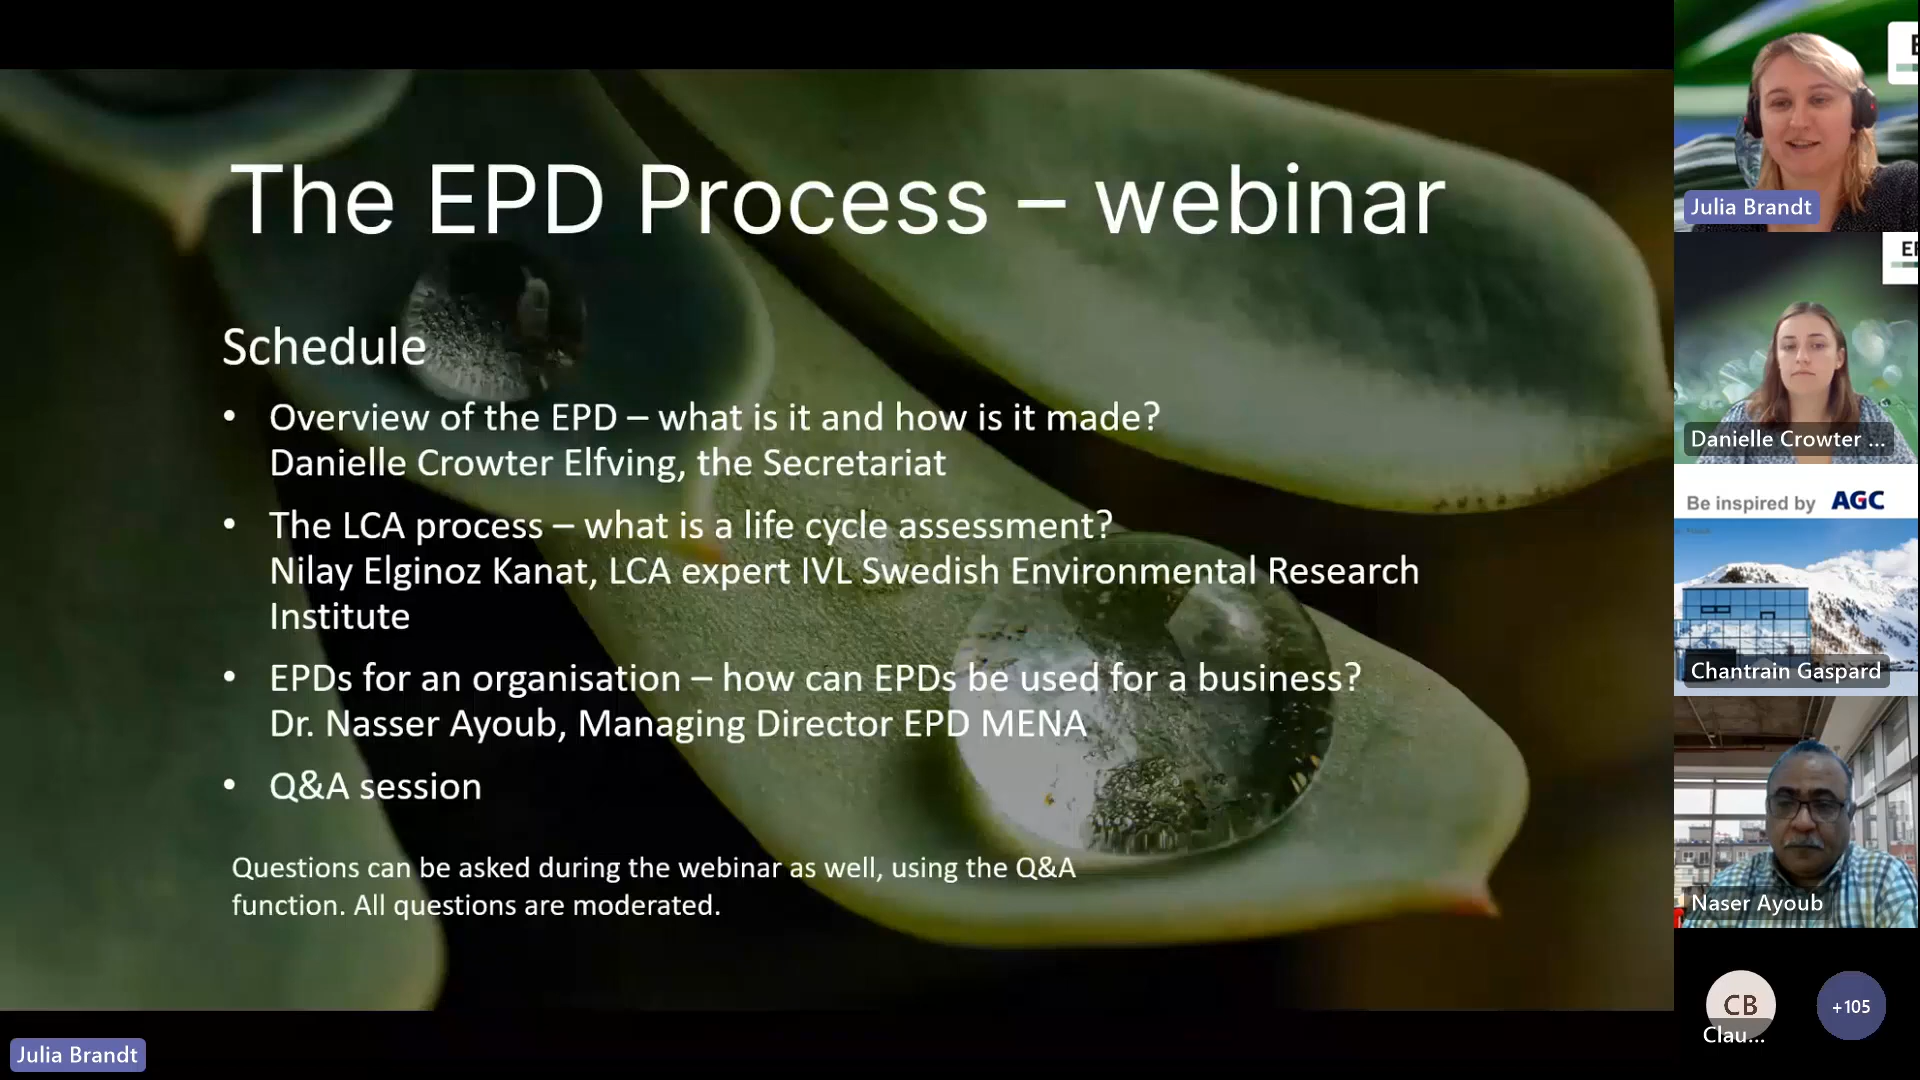 The EPD Process – webinar
Schedule
• Overview of the EPD – what is it and how is it made?
Danielle Crowter Elfving, the Secretariat
• The LCA process – what is a life cycle assessment?
Nilay Elginoz Kanat, LCA expert IVL Swedish Environmental Research
Institute
• EPDs for an organisation – how can EPDs be used for a business?
Dr. Nasser Ayoub, Managing Director EPD MENA
• Q&A session
Questions can be asked during the webinar as well, using the Q&A
function. All questions are moderated.
Julia Brandt
Julia Brandt
Danielle Crowter ...
Be inspired by AGC
Chantrain Gaspard
Naser Ayoub
CB
Clau...
+105